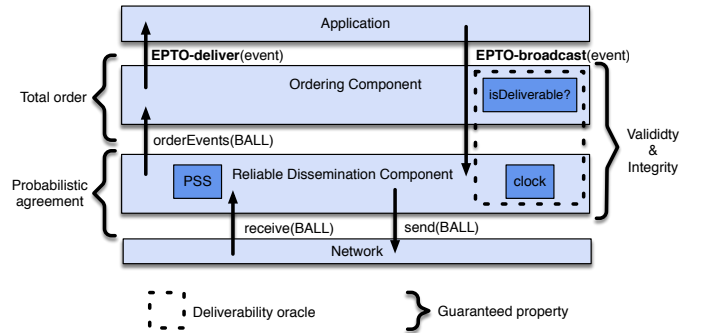 Application
EPTO-deliver(event)
EPTO-broadcast(event)
Ordering Component
isDeliverable?
Total order
orderEvents(BALL)
Valididty
&
Integrity
Probabilistic
agreement
PSS
Reliable Dissemination Component
clock
receive(BALL)
send(BALL)
Network
Deliverability oracle
Guaranteed property